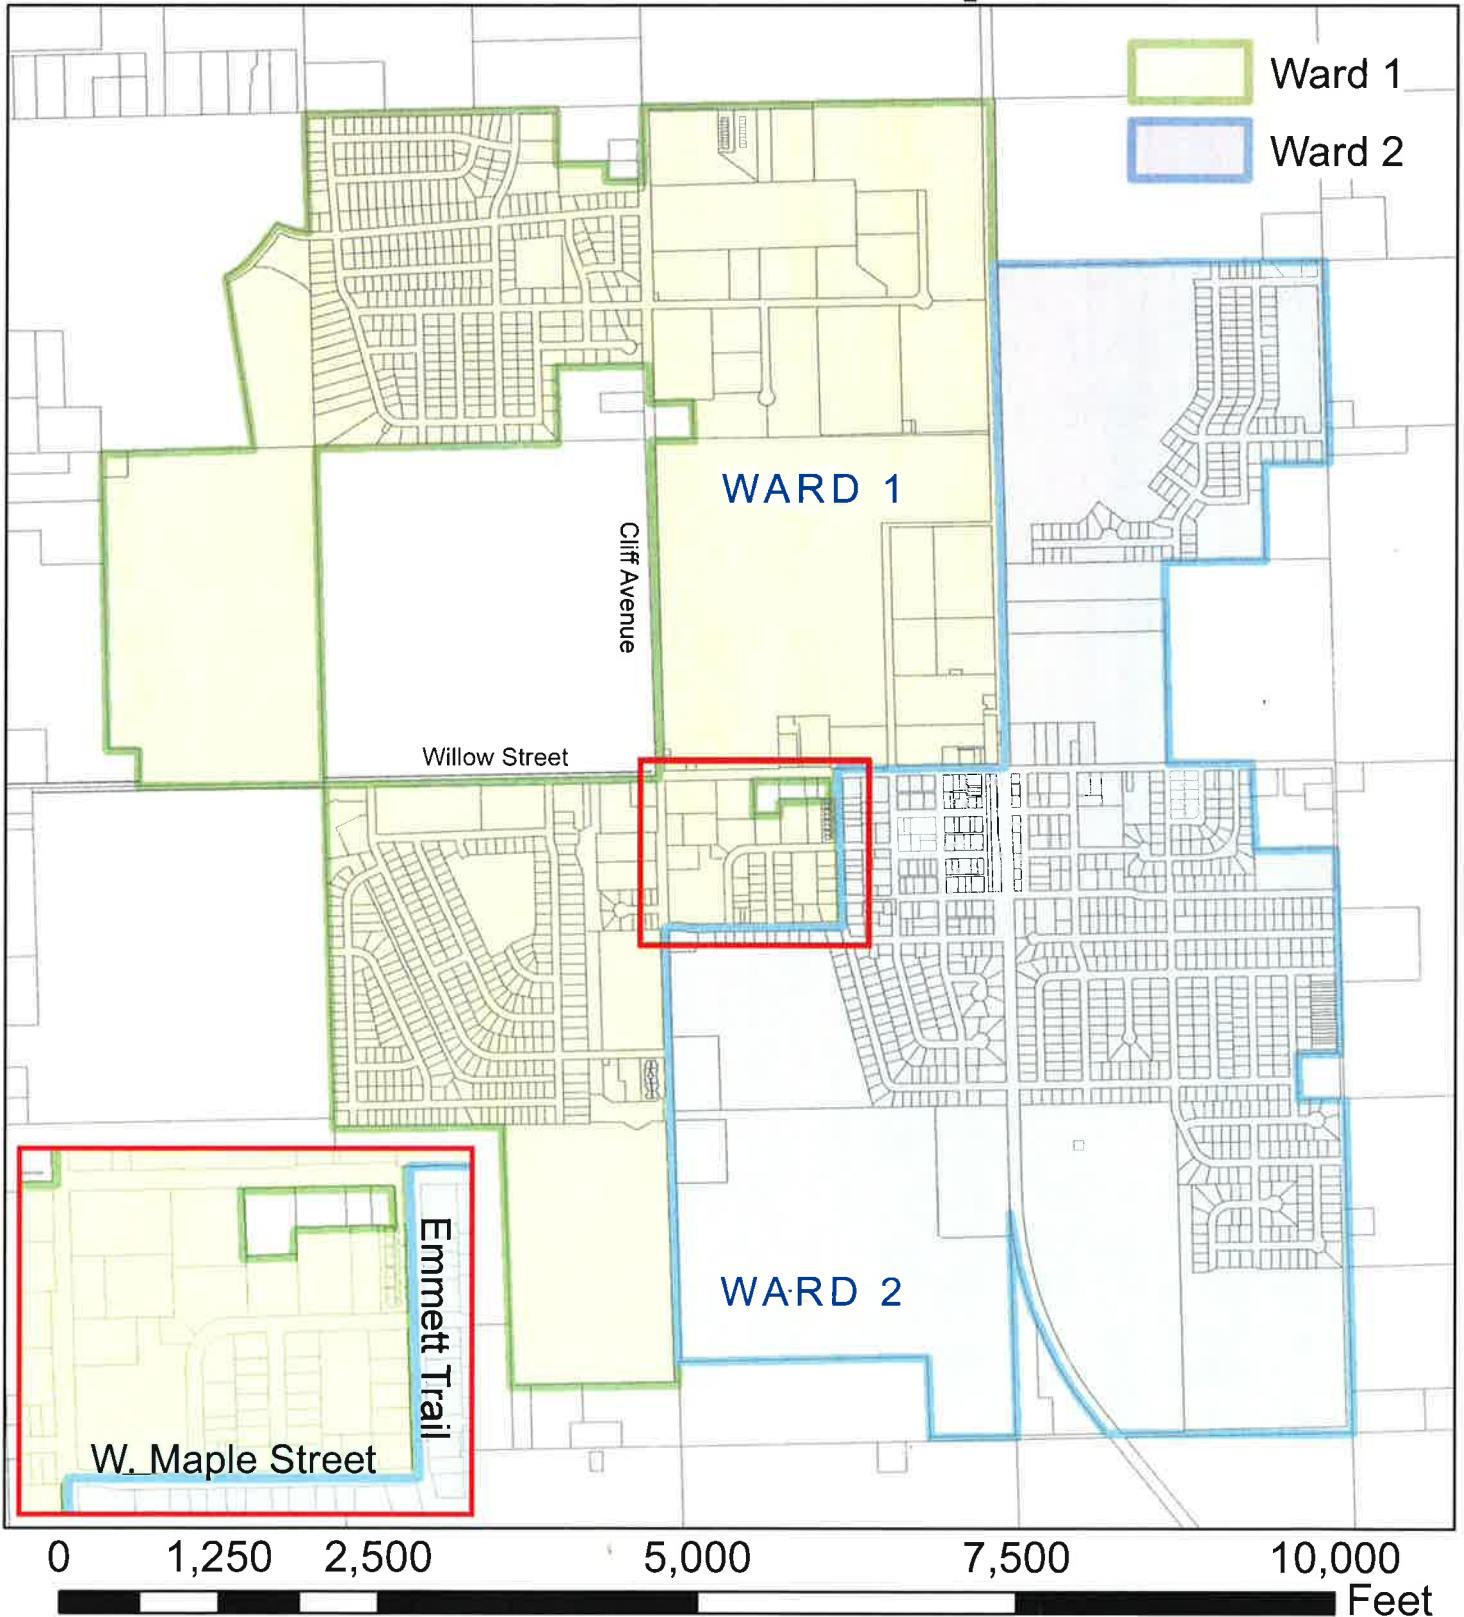 Ward 1
Ward 2
WARD 1
Cliff Avenue
Willow Street
WARD 2
Emmett Trail
W. Maple Street
0 1,250 2,500 5,000 7,500 10,000
Feet